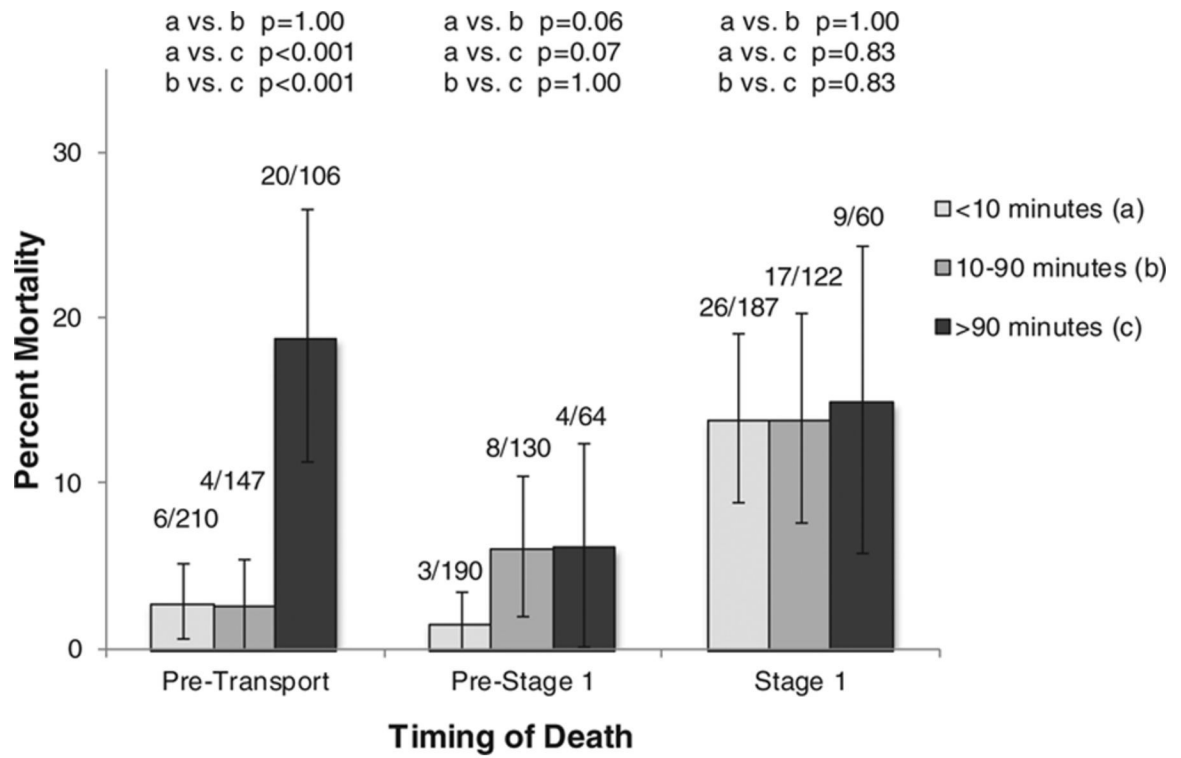 a vs. b p=1.00
a vs. c p<0.001
b vs. c p<0.001
a vs. b p=0.06
a vs. c p=0.07
b vs. c p=1.00
a vs. b p=1.00
a vs. c p=0.83
b vs. c p=0.83
Percent Mortality
30
20
10
0
6/210
4/147
20/106
3/190
8/130
4/64
26/187
17/122
9/60
<10 minutes (a)
10-90 minutes (b)
>90 minutes (c)
Pre-Transport
Pre-Stage 1
Stage 1
Timing of Death